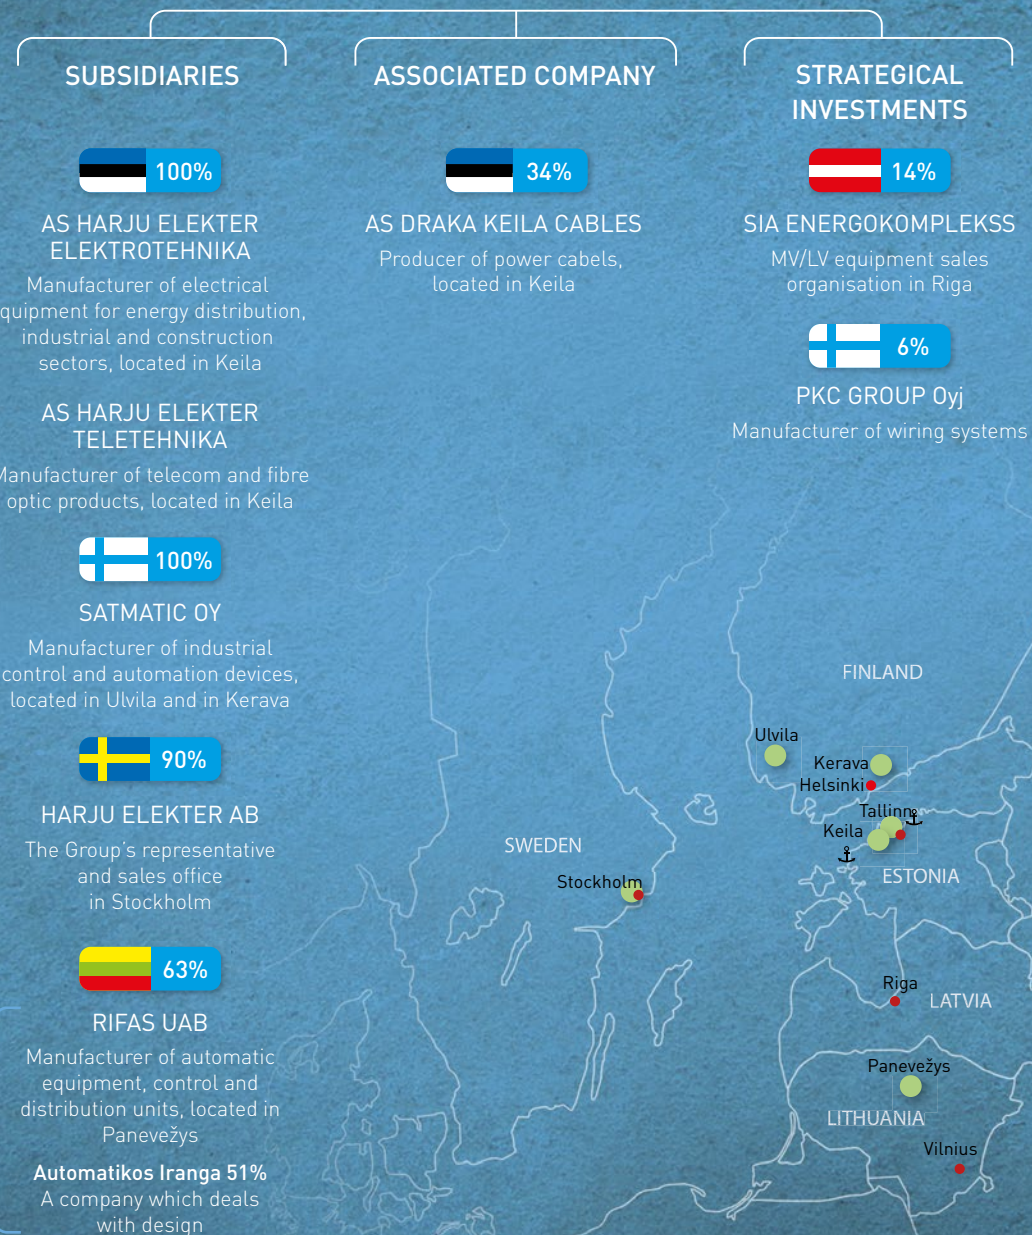 SUBSIDIARIES
100%
AS HARJU ELEKTER
ELEKTROTEHNIKA
Manufacturer of electrical
quipment for energy distribution,
industrial and construction
sectors, located in Keila
AS HARJU ELEKTER
TELETEHNIKA
Manufacturer of telecom and fibre
optic products, located in Keila
100%
SATMATIC OY
Manufacturer of industrial
control and automation devices,
located in Ulvila and in Kerava
90%
HARJU ELEKTER AB
The Group's representative
and sales office
in Stockholm
63%
RIFAS UAB
Manufacturer of automatic
equipment, control and
distribution units, located in
Panevežys
Automatikos Iranga 51%
A company which deals
with design
ASSOCIATED COMPANY
34%
AS DRAKA KEILA CABLES
Producer of power cabels,
located in Keila
STRATEGICAL
INVESTMENTS
14%
SIA ENERGOKOMPLEKSS
MV/LV equipment sales
organisation in Riga
6%
PKC GROUP Oyj
Manufacturer of wiring systems
FINLAND
Ulvila
Kerava
Helsinki
Tallinn
Keila
SWEDEN
ESTONIA
Stockholm
Riga
LATVIA
Panevežys
LITHUANIA
Vilnius